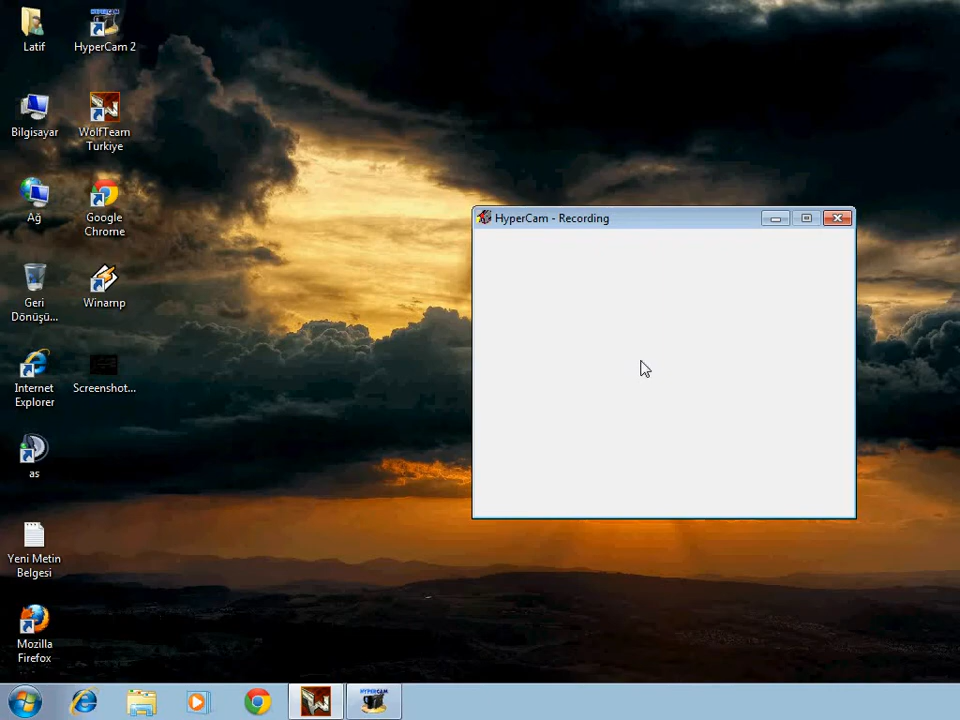 Latif
HyperCam 2
Bilgisayar
WolfTeam
Turkiye
Ağ
Google
Chrome
Geri
Dönüşü...
Winamp
Internet
Explorer
Screenshot...
as
Yeni Metin
Belgesi
Mozilla
Firefox
HyperCam - Recording
HYPERCAM